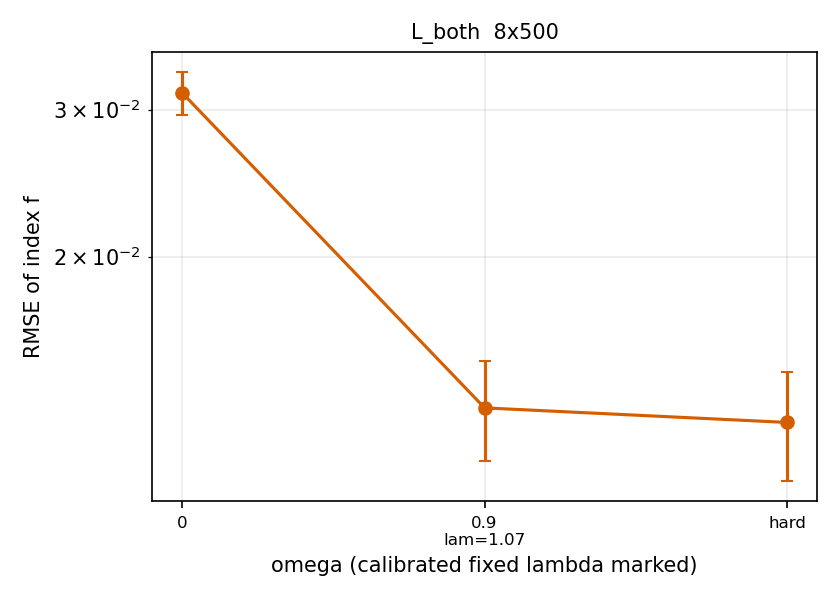 L_both  8x500
3 × 10⁻²
2 × 10⁻²
RMSE of index f
0
0.9
hard
lam=1.07
omega (calibrated fixed lambda marked)